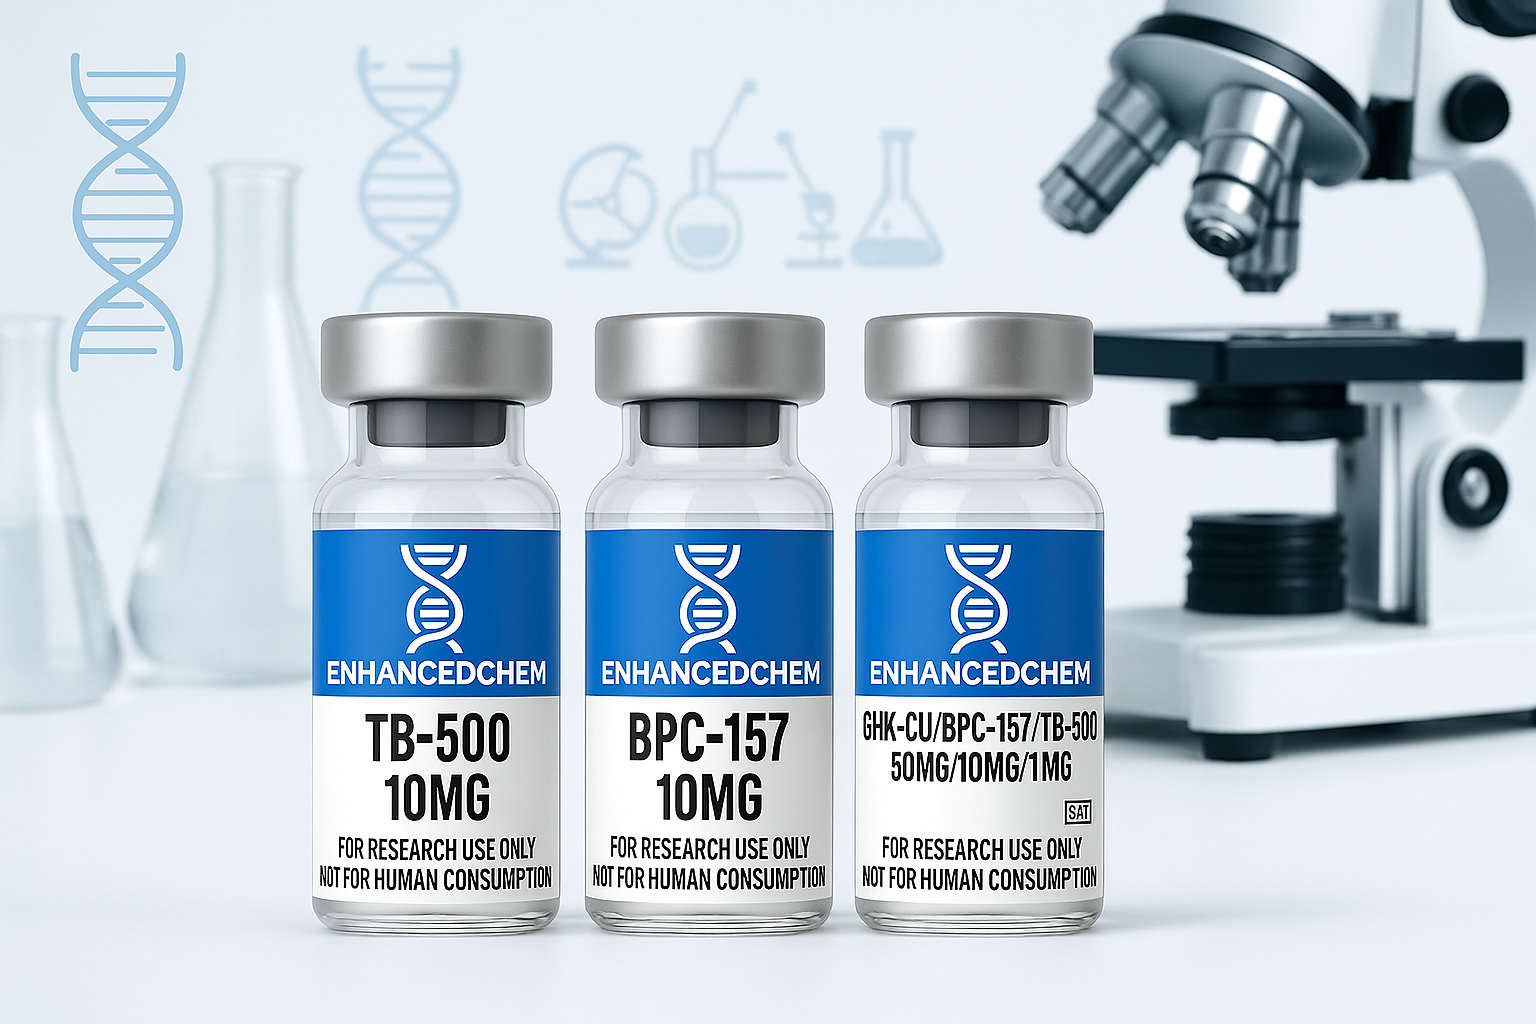 ENHANCEDCHEM
TB-500
10MG
FOR RESEARCH USE ONLY
NOT FOR HUMAN CONSUMPTION
ENHANCEDCHEM
BPC-157
10MG
FOR RESEARCH USE ONLY
NOT FOR HUMAN CONSUMPTION
ENHANCEDCHEM
GHK-CU/BPC-157/TB-500
50MG/10MG/1MG
SAT
FOR RESEARCH USE ONLY
NOT FOR HUMAN CONSUMPTION